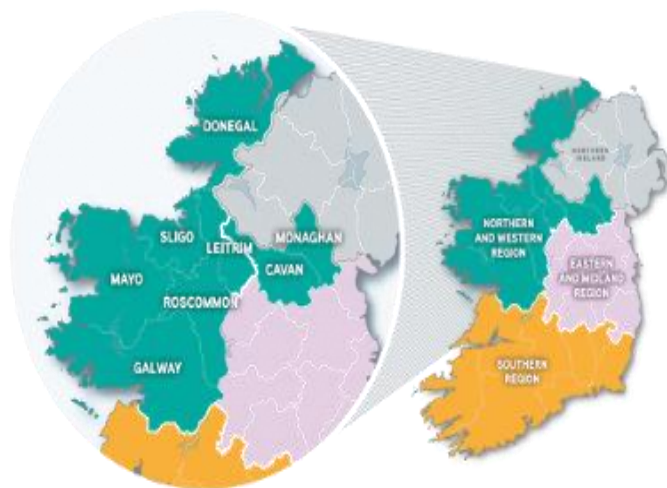 DONEGAL
SLIGO
LEITRIM
MONAGHAN
CAVAN
MAYO
ROSCOMMON
GALWAY
NORTHERN
IRELAND
NORTHERN
AND WESTERN
REGION
EASTERN
AND MIDLAND
REGION
SOUTHERN
REGION